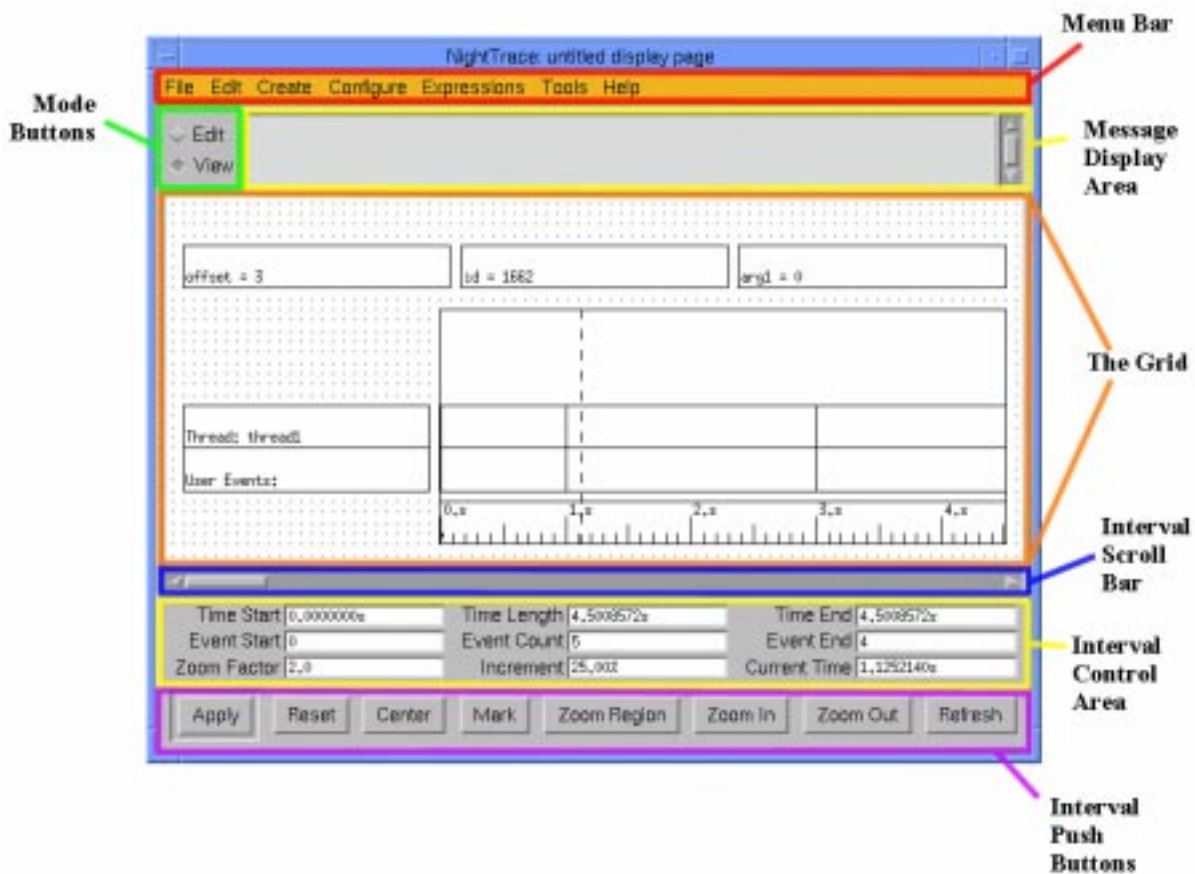 Menu Bar
NightTrace: untitled display page
File Edit Create Configure Expressions Tools Help
Mode
Buttons
Edit
View
Message
Display
Area
offset = 3
id = 1662
arg1 = 0
The Grid
Thread: thread1
User Events:
0.s 1.s 2.s 3.s 4.s
Interval
Scroll
Bar
Time Start 0.0000000s Time Length 4.5008572s Time End 4.5008572s
Event Start 0 Event Count 5 Event End 4
Zoom Factor 2.0 Increment 25.00% Current Time 1.1252140s
Interval
Control
Area
Apply Reset Center Mark Zoom Region Zoom In Zoom Out Refresh
Interval
Push
Buttons